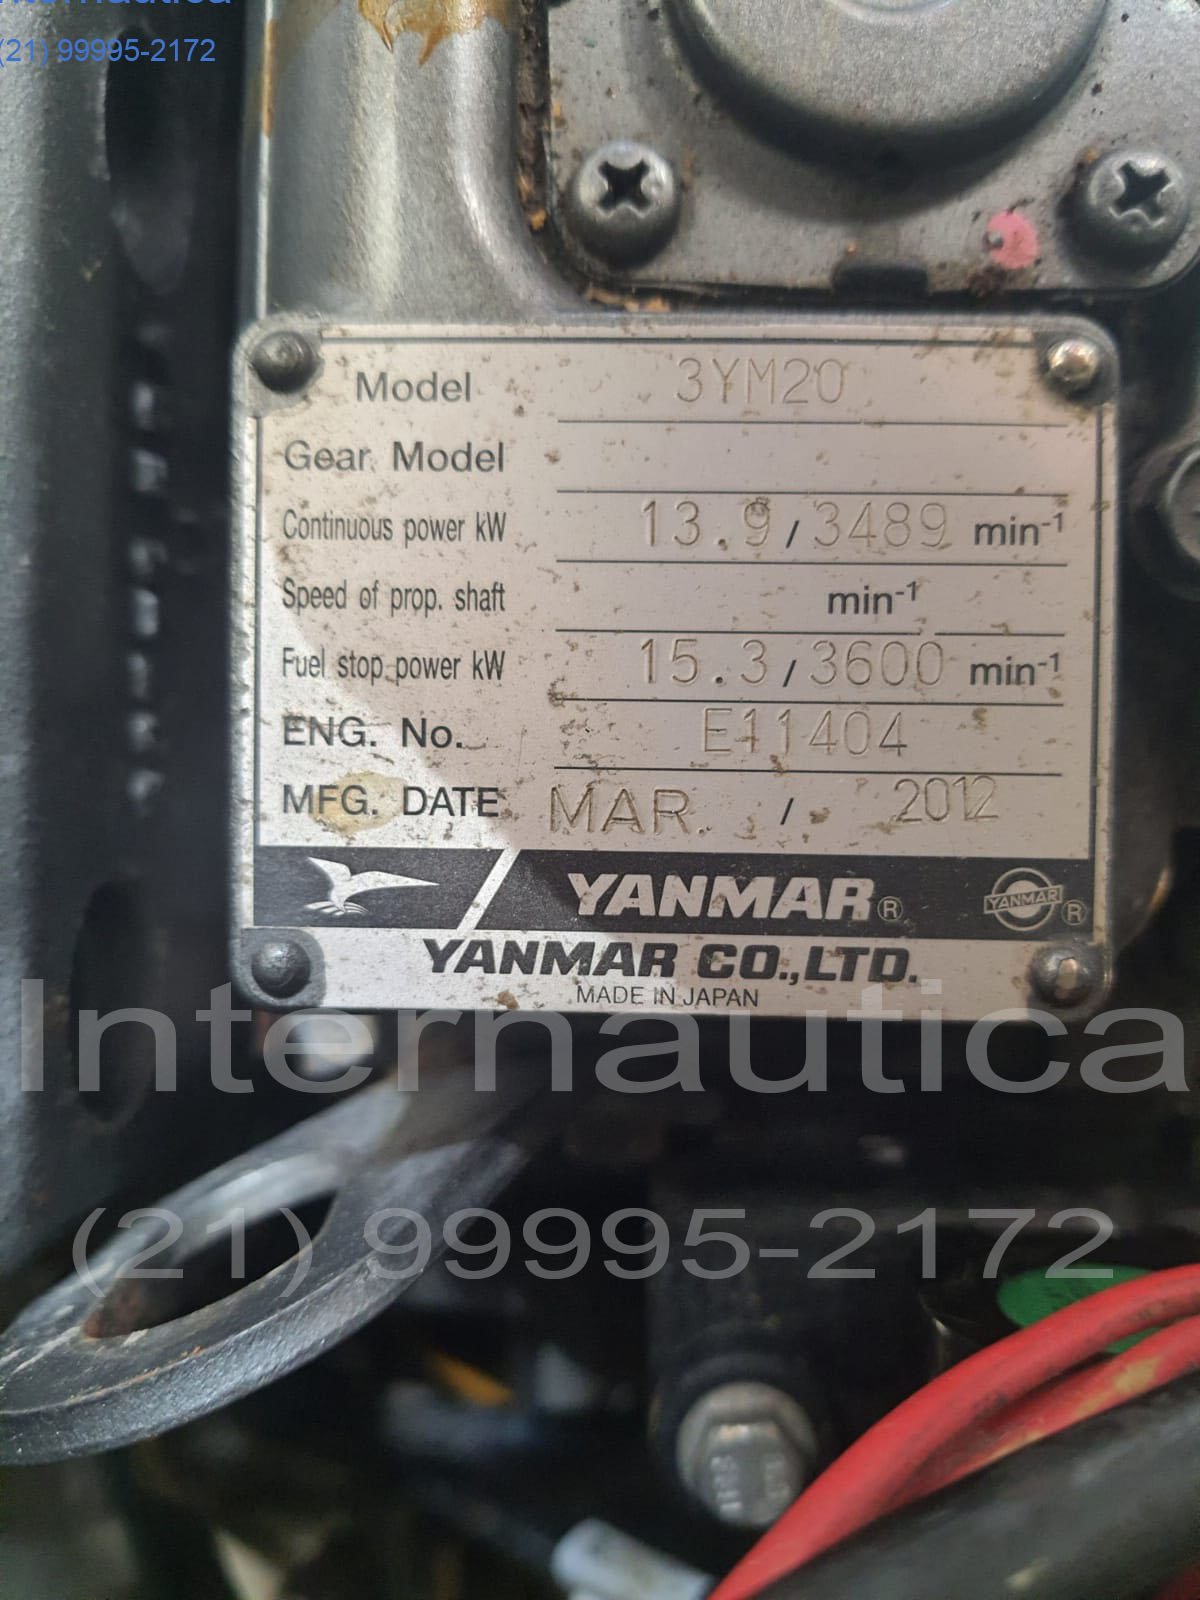 Internautica
(21) 99995-2172
Model 3YM20
Gear Model
Continuous power kW 13.9/3489 min-1
Speed of prop. shaft min-1
Fuel stop power kW 15.3/3600 min-1
ENG. No. E11404
MFG. DATE MAR. / 2012
YANMAR® YANMAR ®
YANMAR CO.,LTD.
MADE IN JAPAN
Internautica
(21) 99995-2172